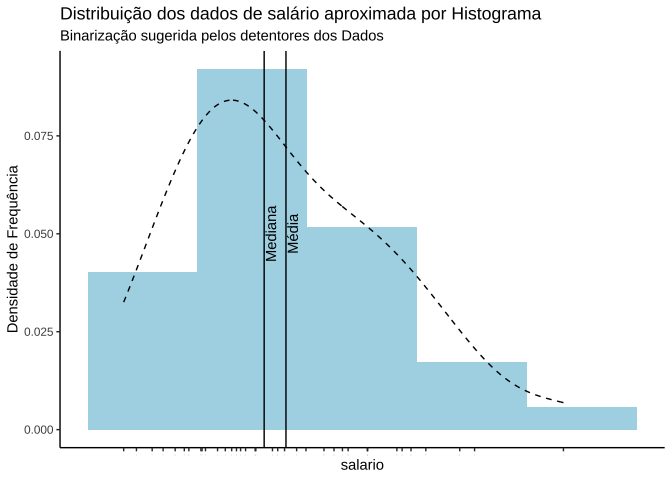 Distribuição dos dados de salário aproximada por Histograma
Binarização sugerida pelos detentores dos Dados
Densidade de Frequência
0.075
0.050
0.025
0.000
Mediana
Média
salario